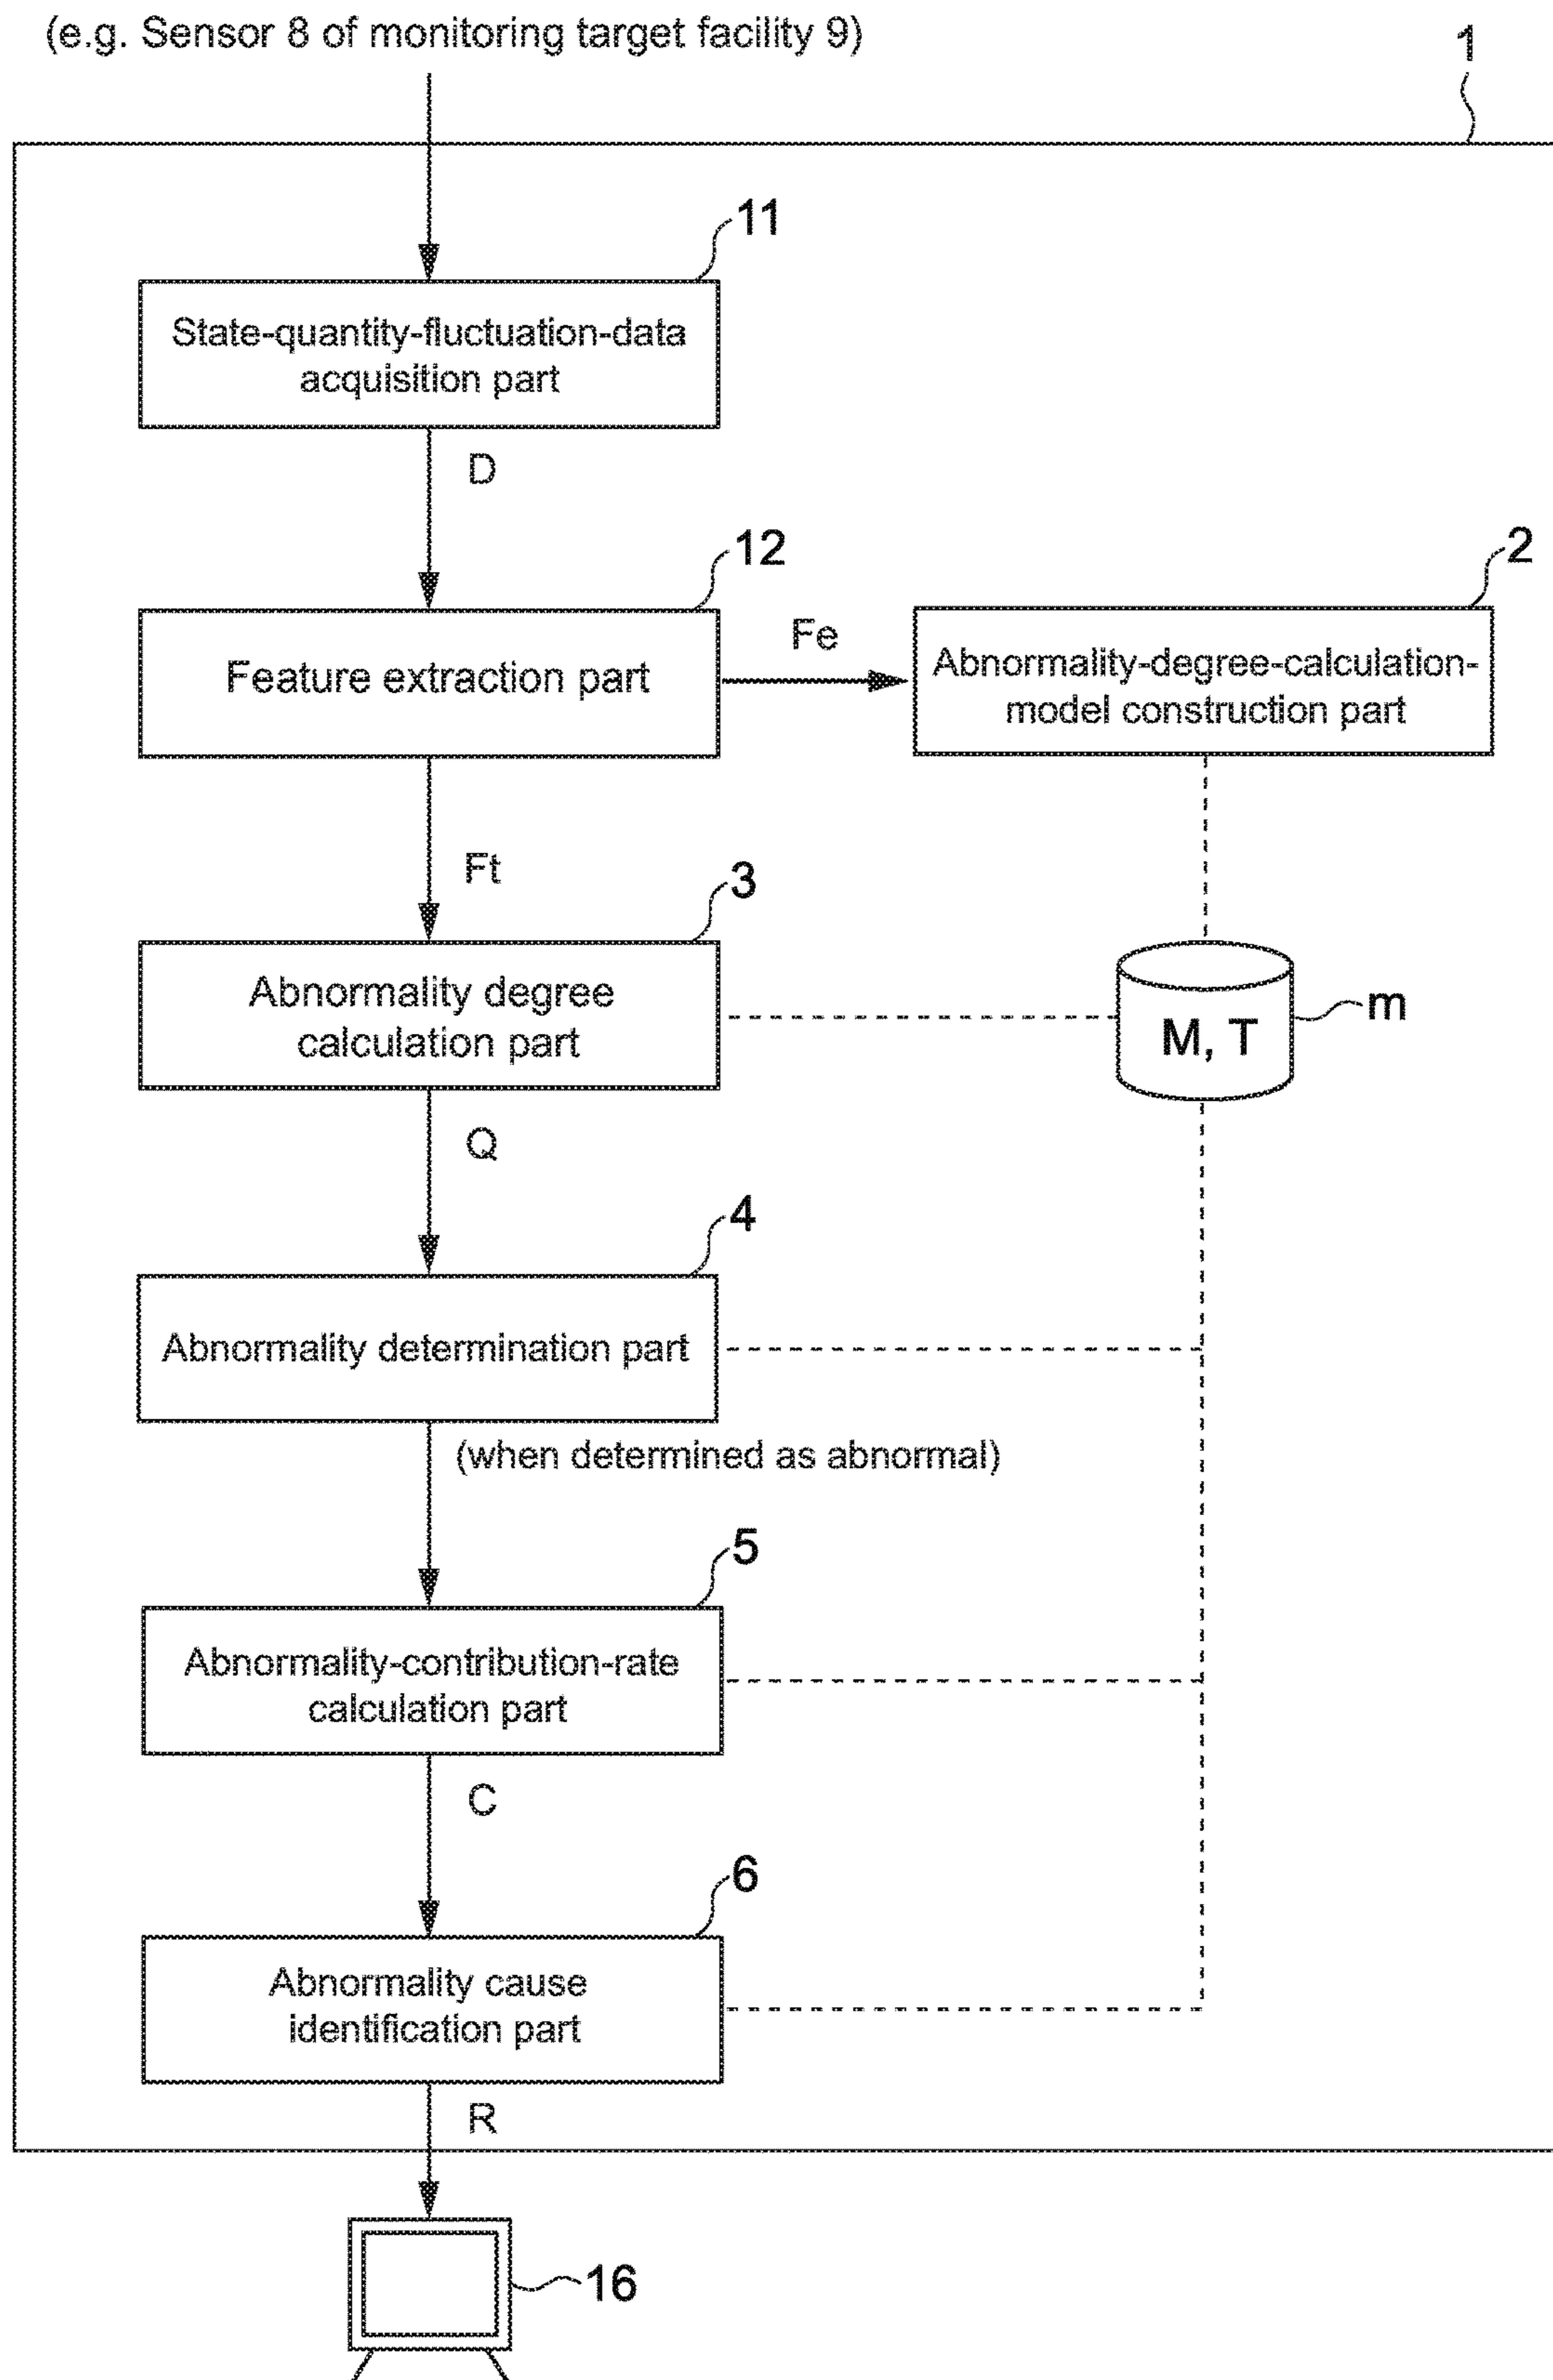 (e.g. Sensor 8 of monitoring target facility 9)
1
11
State-quantity-fluctuation-data
acquisition part
D
12
2
Feature extraction part
Fe
Abnormality-degree-calculation-
model construction part
Ft
3
Abnormality degree
calculation part
M, T
m
Q
4
Abnormality determination part
(when determined as abnormal)
5
Abnormality-contribution-rate
calculation part
C
6
Abnormality cause
identification part
R
16